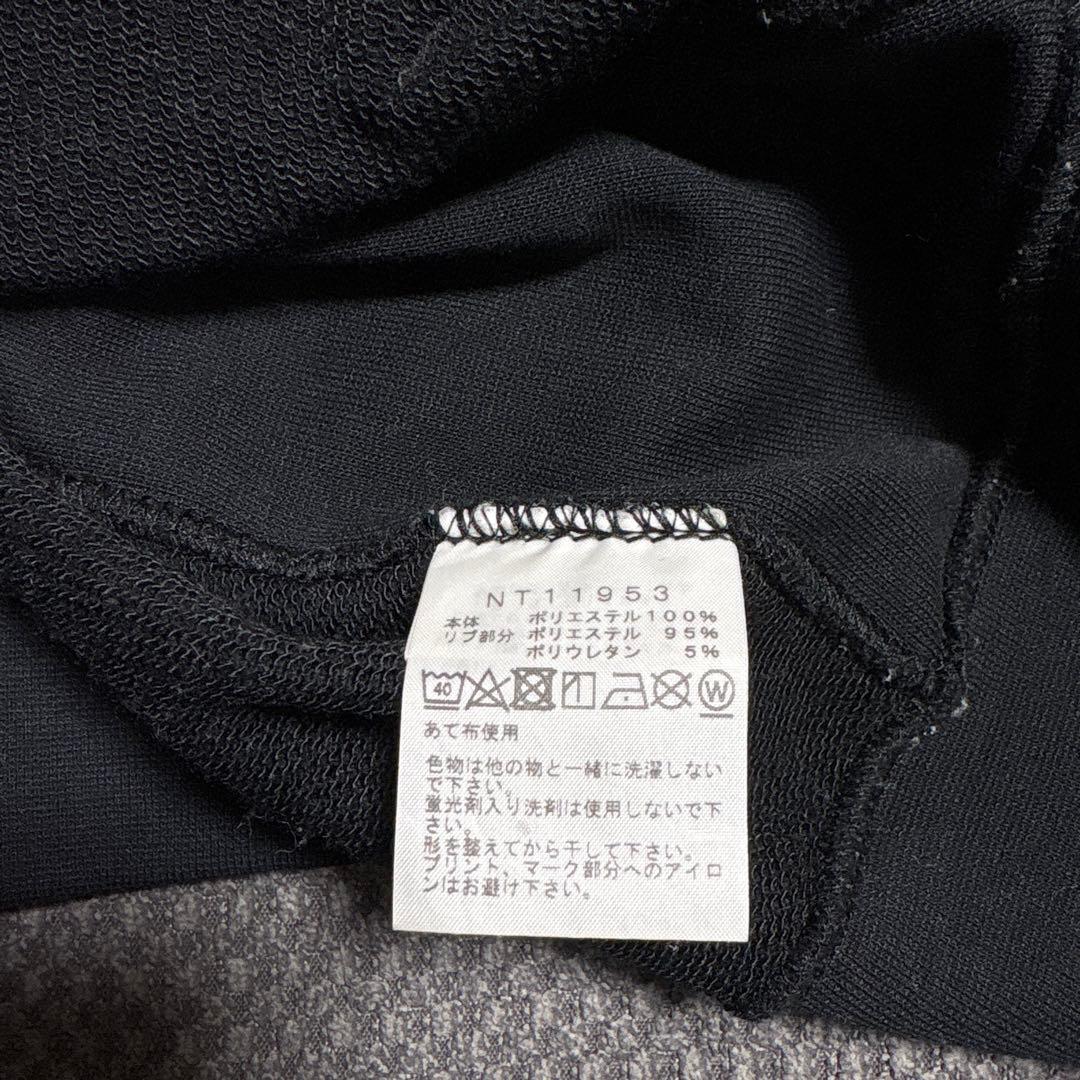 NT11953
本体 ポリエステル100%
リブ部分 ポリエステル 95%
ポリウレタン 5%
40 W
あて布使用
色物は他の物と一緒に洗濯しない
で下さい。
蛍光剤入り洗剤は使用しないで下
さい。
形を整えてから干して下さい。
プリント、マーク部分へのアイロ
ンはお避け下さい。